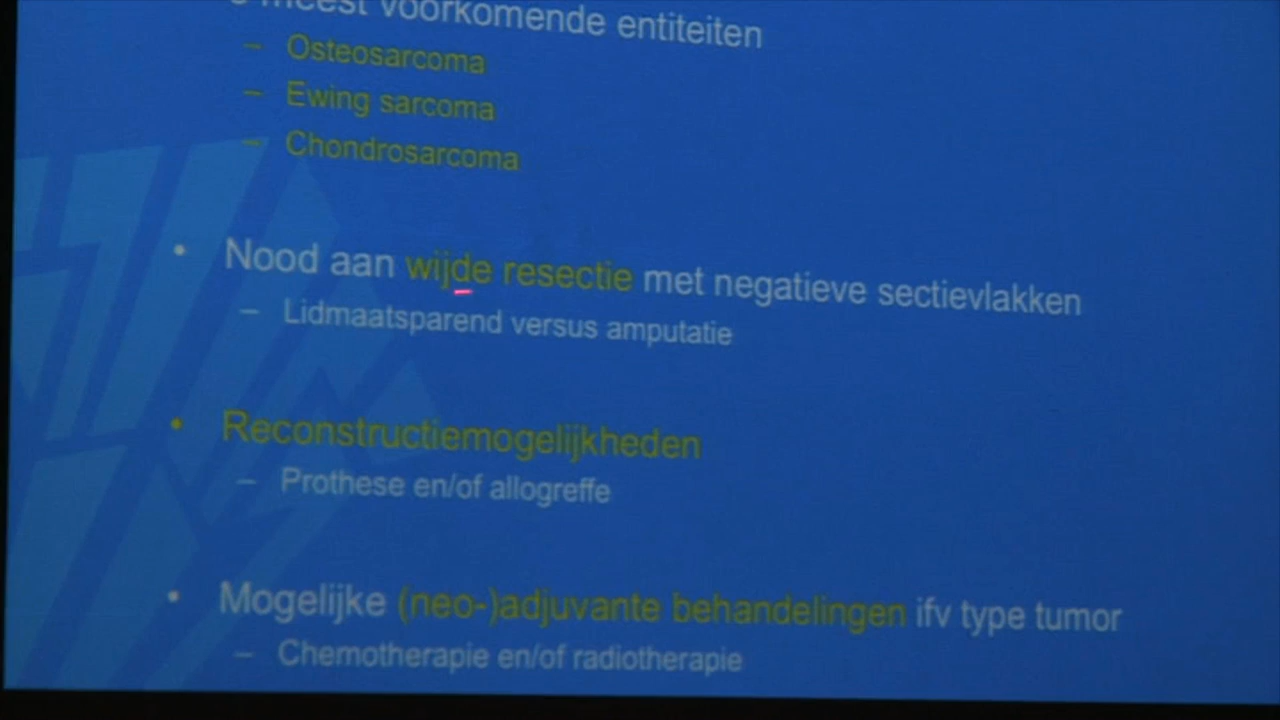 meest voorkomende entiteiten
– Osteosarcoma
– Ewing sarcoma
– Chondrosarcoma
• Nood aan wijde resectie met negatieve sectievlakken
– Lidmaatsparend versus amputatie
• Reconstructiemogelijkheden
– Prothese en/of allogreffe
• Mogelijke (neo-)adjuvante behandelingen ifv type tumor
– Chemotherapie en/of radiotherapie